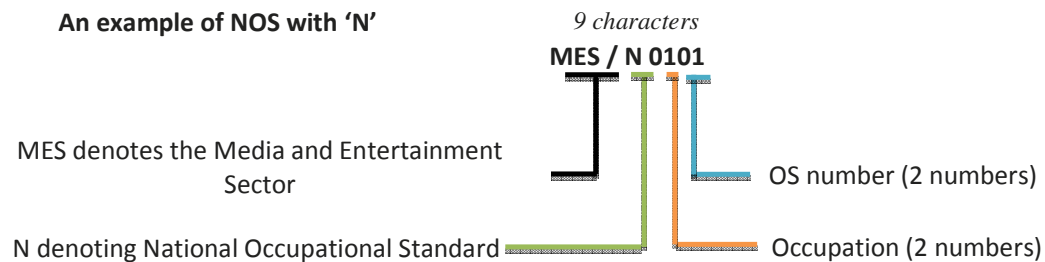 An example of NOS with ‘N’
9 characters
MES / N 0101
MES denotes the Media and Entertainment
Sector
OS number (2 numbers)
N denoting National Occupational Standard
Occupation (2 numbers)